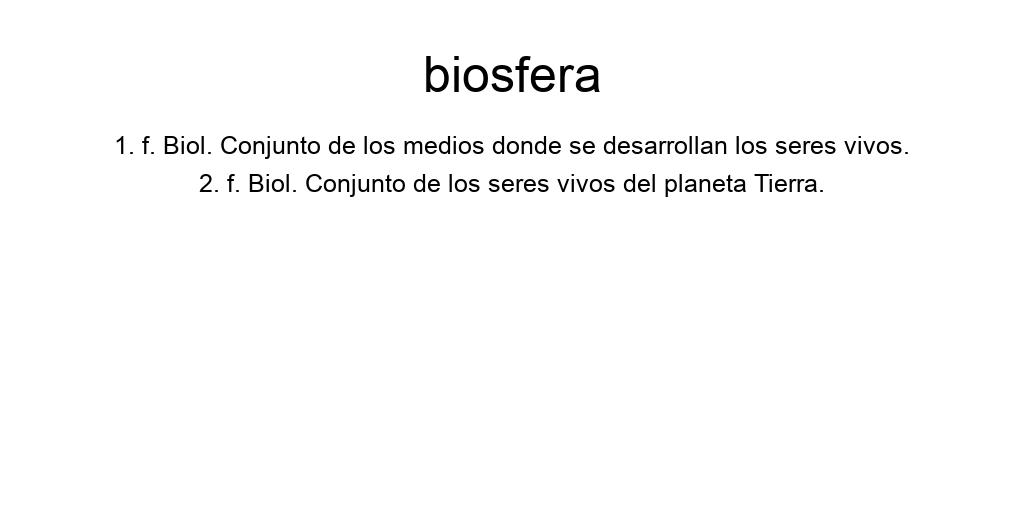 biosfera
1. f. Biol. Conjunto de los medios donde se desarrollan los seres vivos.
2. f. Biol. Conjunto de los seres vivos del planeta Tierra.